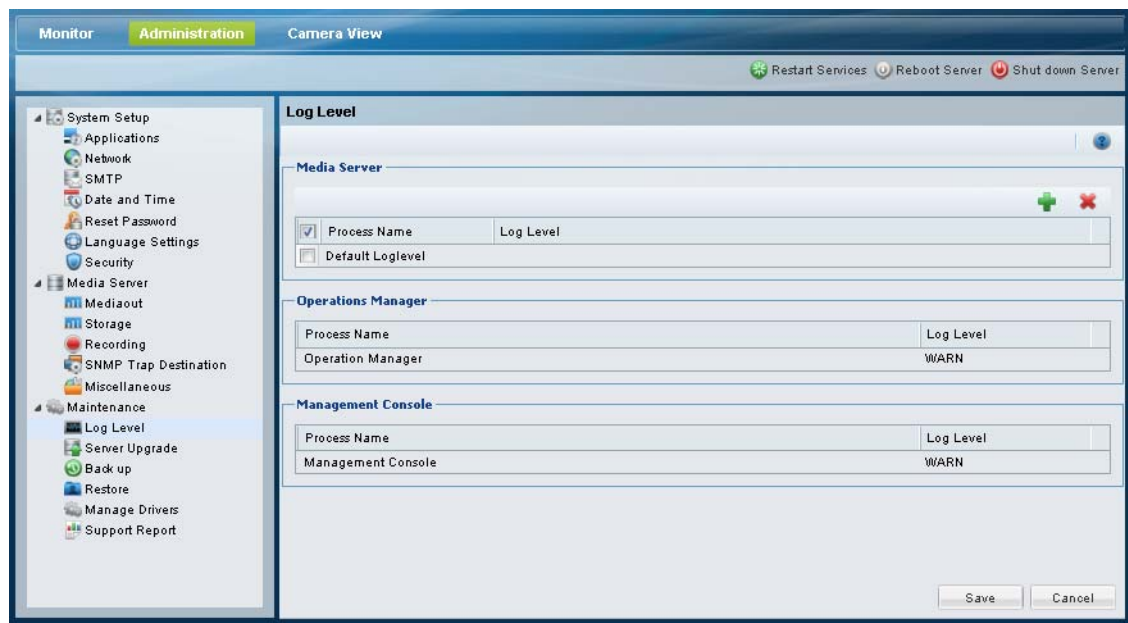 Monitor Administration Camera View
Restart Services Reboot Server Shut down Server
System Setup
Applications
Network
SMTP
Date and Time
Reset Password
Language Settings
Security
Media Server
Mediaout
Storage
Recording
SNMP Trap Destination
Miscellaneous
Maintenance
Log Level
Server Upgrade
Back up
Restore
Manage Drivers
Support Report
Log Level
?
Media Server
Process Name Log Level
Default Loglevel
Operations Manager
Process Name Log Level
Operation Manager WARN
Management Console
Process Name Log Level
Management Console WARN
Save Cancel